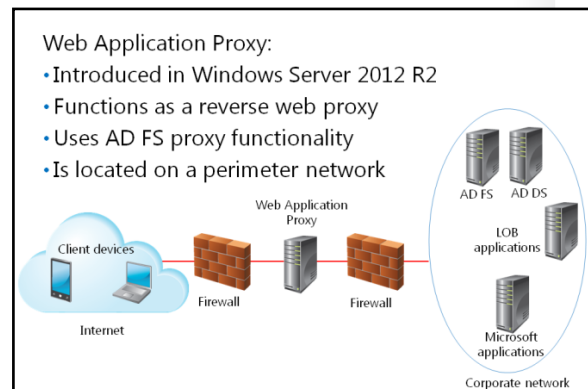 Web Application Proxy:
•Introduced in Windows Server 2012 R2
•Functions as a reverse web proxy
•Uses AD FS proxy functionality
•Is located on a perimeter network
AD FS
AD DS
Web Application
Proxy
Client devices
LOB
applications
Firewall
Firewall
Internet
Microsoft
applications
Corporate network